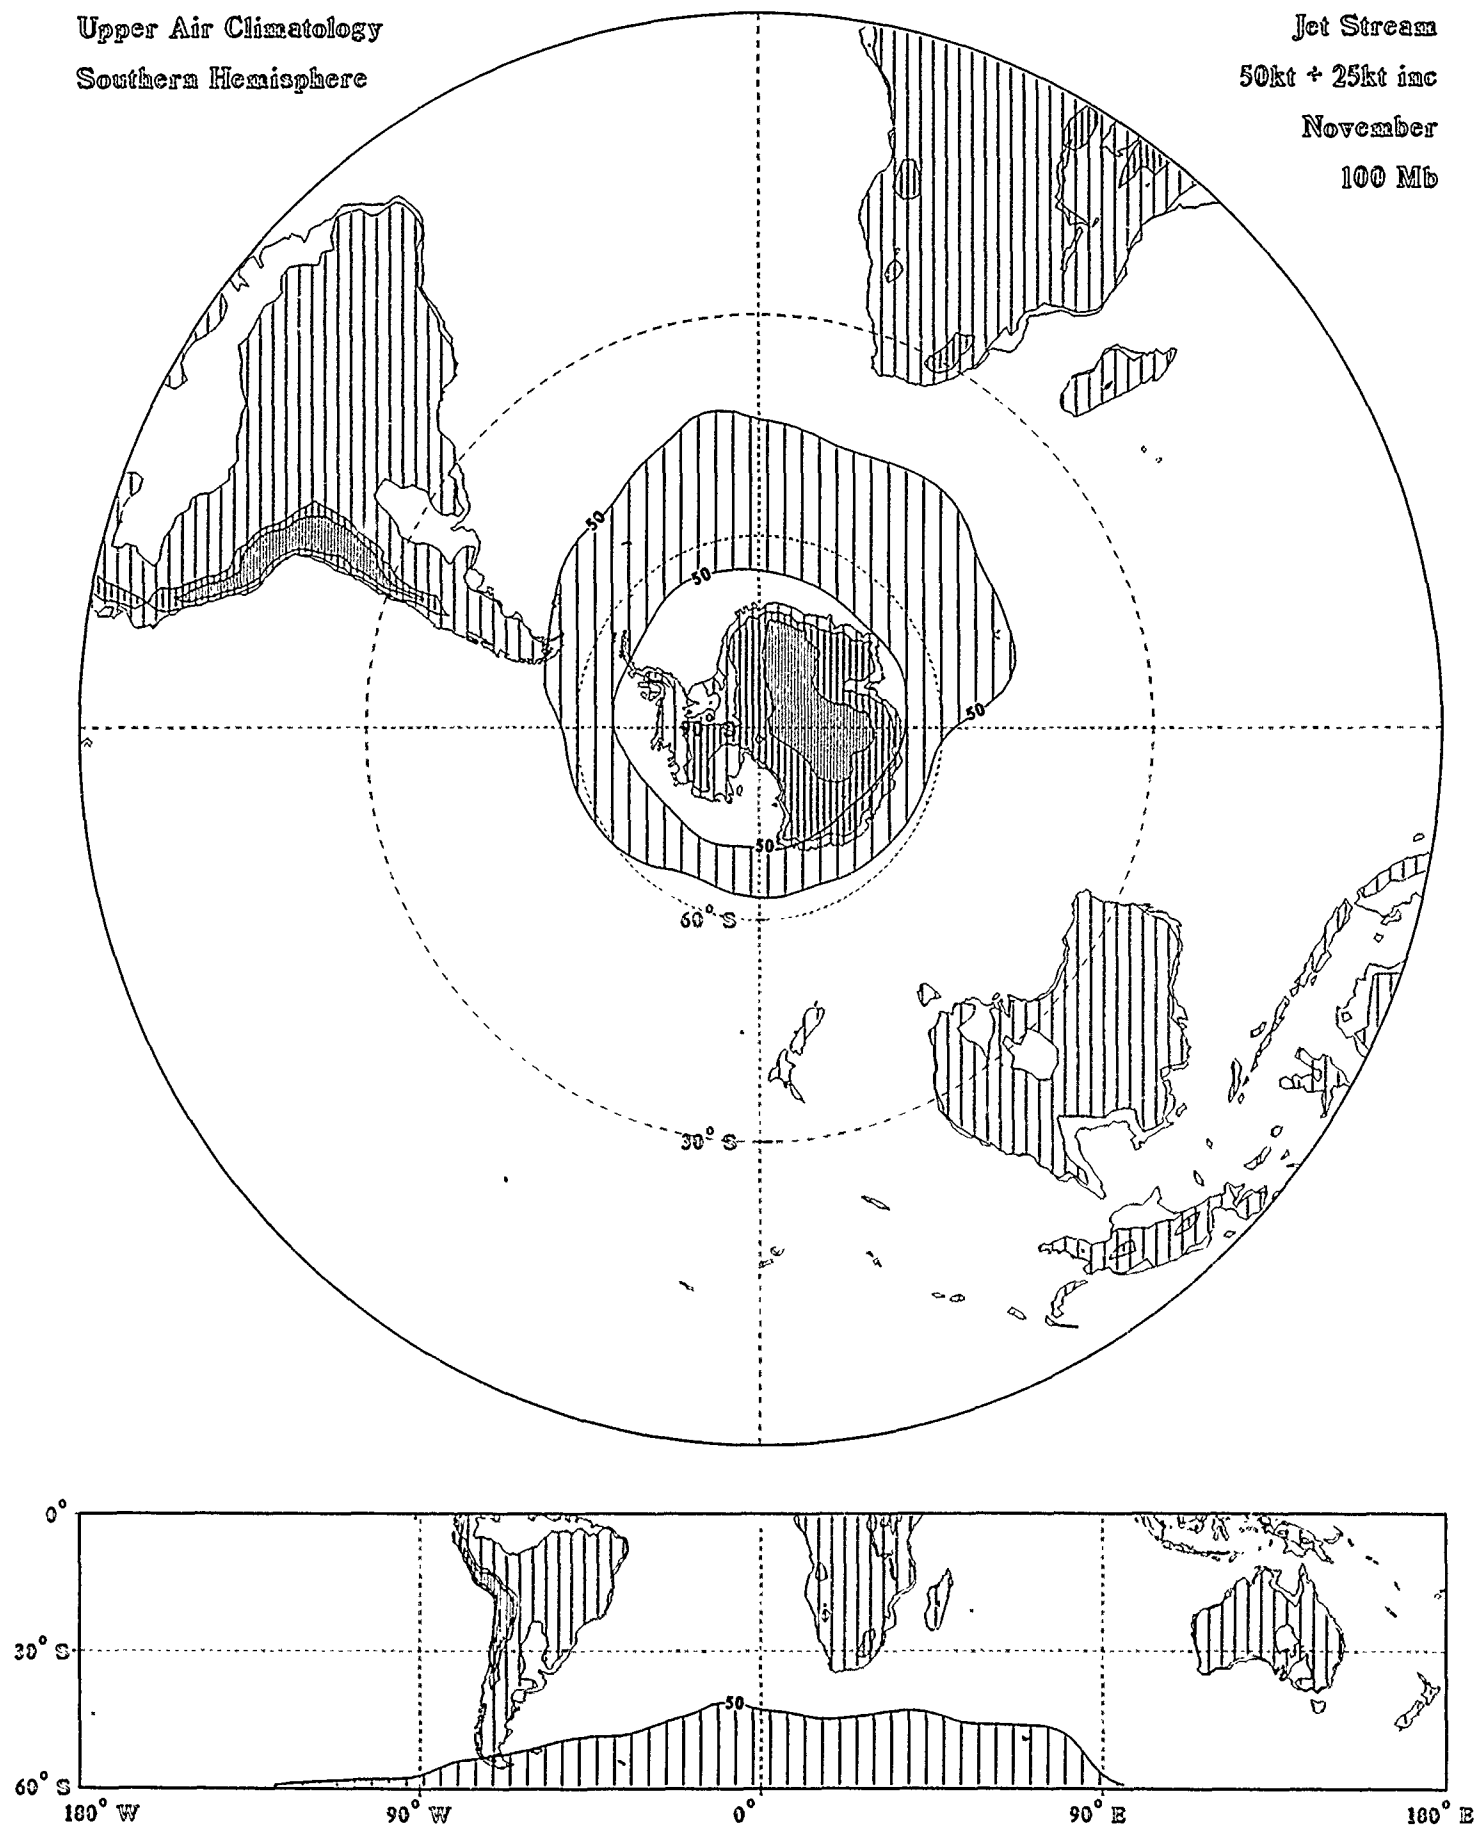 Upper Air Climatology
Southern Hemisphere
Jet Stream
50kt + 25kt inc
November
100 Mb
50
50
50
50
60° S
30° S
0°
50
30° S
60° S
180° W
90° W
0°
90° E
180° E